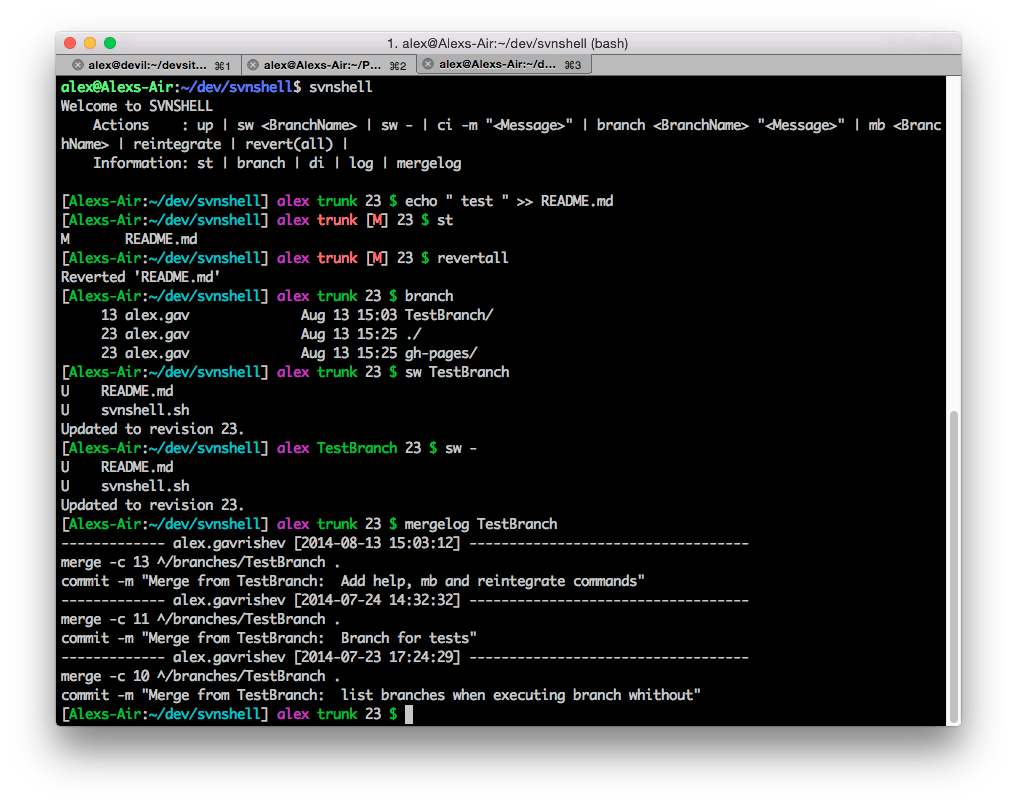 1. alex@Alexs-Air:~/dev/svnshell (bash)
alex@devil:~/devsit... ⌘1 alex@Alexs-Air:~/P... ⌘2 alex@Alexs-Air:~/d... ⌘3
alex@Alexs-Air:~/dev/svnshell$ svnshell
Welcome to SVNSHELL
    Actions    : up | sw <BranchName> | sw - | ci -m "<Message>" | branch <BranchName> "<Message>" | mb <Branc
hName> | reintegrate | revert(all) |
    Information: st | branch | di | log | mergelog
[Alexs-Air:~/dev/svnshell] alex trunk 23 $ echo " test " >> README.md
[Alexs-Air:~/dev/svnshell] alex trunk [M] 23 $ st
M       README.md
[Alexs-Air:~/dev/svnshell] alex trunk [M] 23 $ revertall
Reverted 'README.md'
[Alexs-Air:~/dev/svnshell] alex trunk 23 $ branch
     13 alex.gav              Aug 13 15:03 TestBranch/
     23 alex.gav              Aug 13 15:25 ./
     23 alex.gav              Aug 13 15:25 gh-pages/
[Alexs-Air:~/dev/svnshell] alex trunk 23 $ sw TestBranch
U    README.md
U    svnshell.sh
Updated to revision 23.
[Alexs-Air:~/dev/svnshell] alex TestBranch 23 $ sw -
U    README.md
U    svnshell.sh
Updated to revision 23.
[Alexs-Air:~/dev/svnshell] alex trunk 23 $ mergelog TestBranch
------------- alex.gavrishev [2014-08-13 15:03:12] -----------------------------------
merge -c 13 ^/branches/TestBranch .
commit -m "Merge from TestBranch:  Add help, mb and reintegrate commands"
------------- alex.gavrishev [2014-07-24 14:32:32] -----------------------------------
merge -c 11 ^/branches/TestBranch .
commit -m "Merge from TestBranch:  Branch for tests"
------------- alex.gavrishev [2014-07-23 17:24:29] -----------------------------------
merge -c 10 ^/branches/TestBranch .
commit -m "Merge from TestBranch:  list branches when executing branch whithout"
[Alexs-Air:~/dev/svnshell] alex trunk 23 $